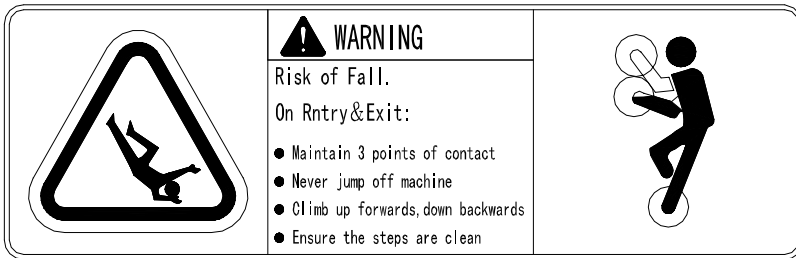 WARNING
Risk of Fall.
On Rntry&Exit:
● Maintain 3 points of contact
● Never jump off machine
● Climb up forwards,down backwards
● Ensure the steps are clean